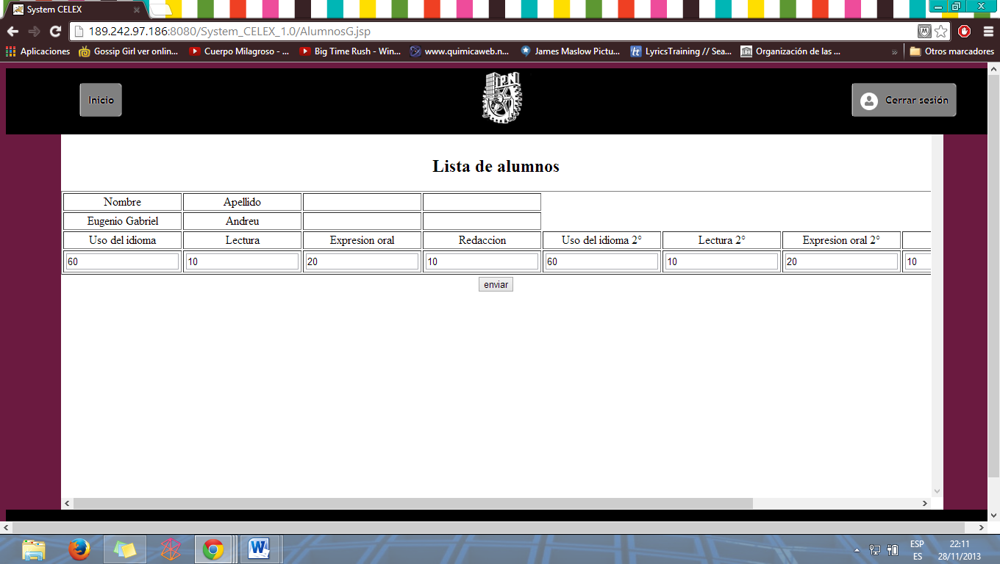 System CELEX
189.242.97.186:8080/System_CELEX_1.0/AlumnosG.jsp
Aplicaciones Gossip Girl ver onlin... Cuerpo Milagroso - ... Big Time Rush - Win... www.quimicaweb.n... James Maslow Pictu... LyricsTraining // Sea... Organización de las ... » Otros marcadores
Inicio
IPN
Cerrar sesión
Lista de alumnos
Nombre Apellido
Eugenio Gabriel Andreu
Uso del idioma Lectura Expresion oral Redaccion Uso del idioma 2° Lectura 2° Expresion oral 2°
60 10 20 10 60 10 20 10
enviar
ESP 22:11
ES 28/11/2013